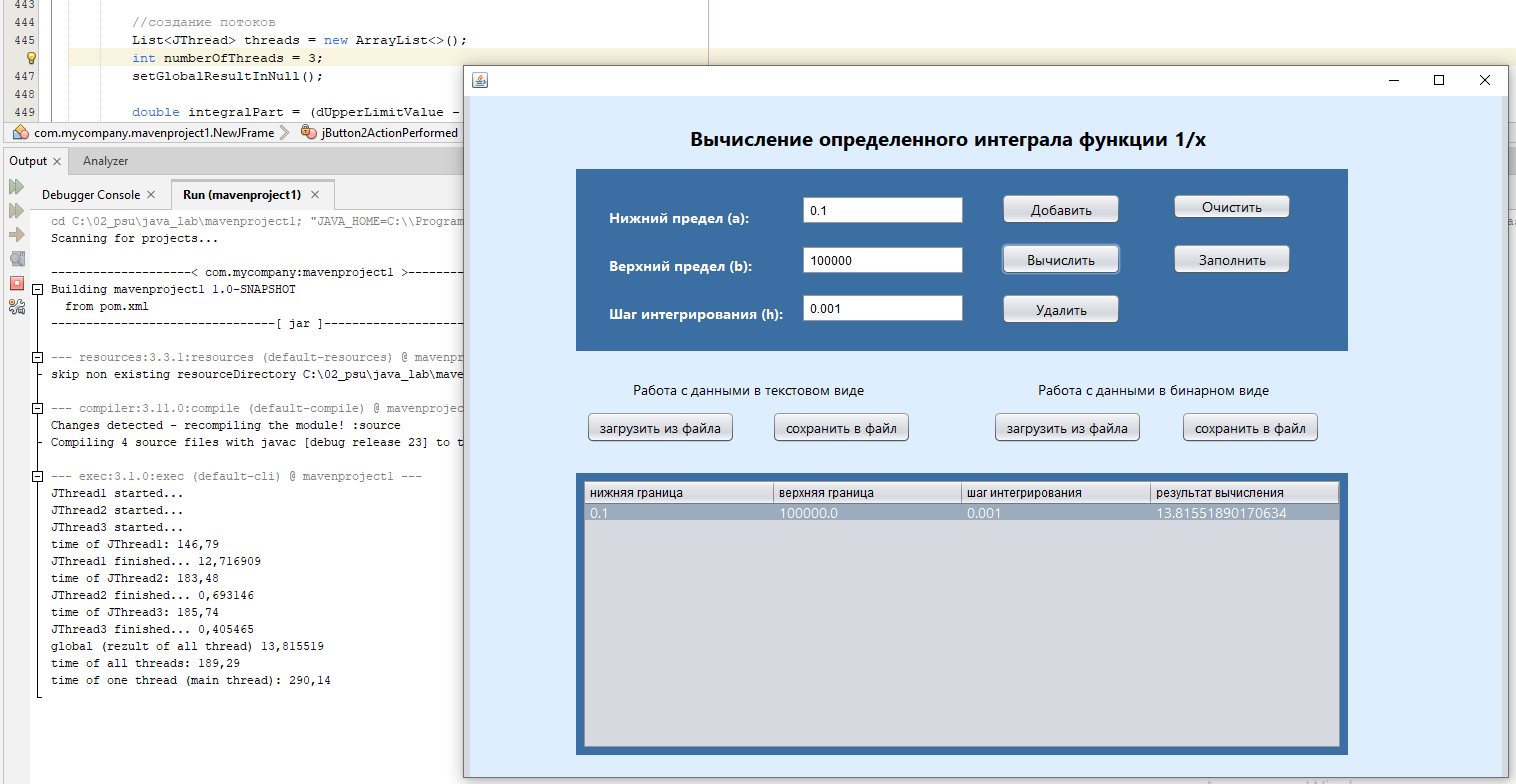 443
444 //создание потоков
445 List<JThread> threads = new ArrayList<>();
int numberOfThreads = 3;
447 setGlobalResultInNull();
448
449 double integralPart = (dUpperLimitValue -
com.mycompany.mavenproject1.NewJFrame jButton2ActionPerformed
Output Analyzer
Debugger Console Run (mavenproject1)
cd C:\02_psu\java_lab\mavenproject1; "JAVA_HOME=C:\\Program
Scanning for projects...
--------------------< com.mycompany:mavenproject1 >--------
Building mavenproject1 1.0-SNAPSHOT
from pom.xml
--------------------------------[ jar ]--------------------
--- resources:3.3.1:resources (default-resources) @ mavenpr
skip non existing resourceDirectory C:\02_psu\java_lab\mave
--- compiler:3.11.0:compile (default-compile) @ mavenprojec
Changes detected - recompiling the module! :source
Compiling 4 source files with javac [debug release 23] to t
--- exec:3.1.0:exec (default-cli) @ mavenproject1 ---
JThread1 started...
JThread2 started...
JThread3 started...
time of JThread1: 146,79
JThread1 finished... 12,716909
time of JThread2: 183,48
JThread2 finished... 0,693146
time of JThread3: 185,74
JThread3 finished... 0,405465
global (rezult of all thread) 13,815519
time of all threads: 189,29
time of one thread (main thread): 290,14
Вычисление определенного интеграла функции 1/x
Нижний предел (a): 0.1 Добавить Очистить
Верхний предел (b): 100000 Вычислить Заполнить
Шаг интегрирования (h): 0.001 Удалить
Работа с данными в текстовом виде Работа с данными в бинарном виде
загрузить из файла сохранить в файл загрузить из файла сохранить в файл
нижняя граница верхняя граница шаг интегрирования результат вычисления
0.1 100000.0 0.001 13.81551890170634